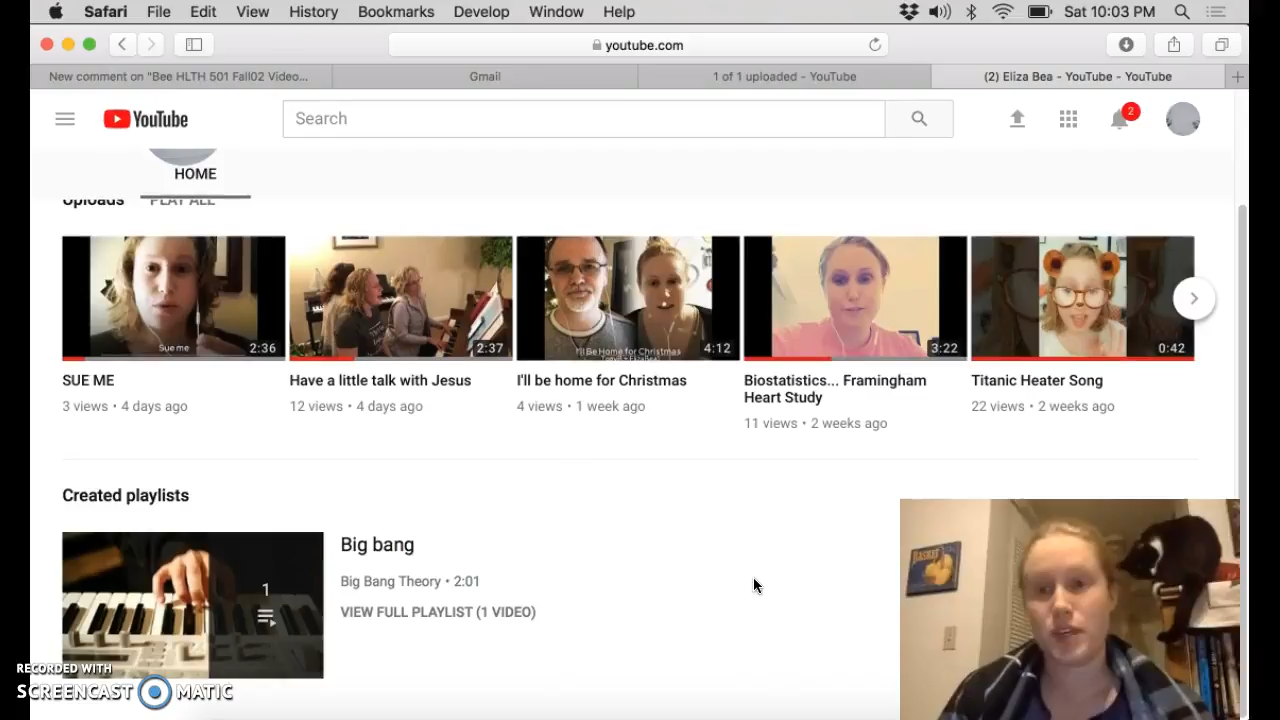 Safari File Edit View History Bookmarks Develop Window Help Sat 10:03 PM
youtube.com
New comment on "Bee HLTH 501 Fall02 Video... Gmail 1 of 1 uploaded - YouTube (2) Eliza Bea - YouTube - YouTube
YouTube Search 2
HOME
Uploads PLAY ALL
Sue me 2:36 2:37 I'll Be Home for Christmas 4:12 3:22 0:42
SUE ME Have a little talk with Jesus I'll be home for Christmas Biostatistics... Framingham Titanic Heater Song
Heart Study
3 views • 4 days ago 12 views • 4 days ago 4 views • 1 week ago 11 views • 2 weeks ago 22 views • 2 weeks ago
Created playlists
Big bang
Big Bang Theory • 2:01
1
VIEW FULL PLAYLIST (1 VIDEO)
RECORDED WITH
SCREENCAST MATIC